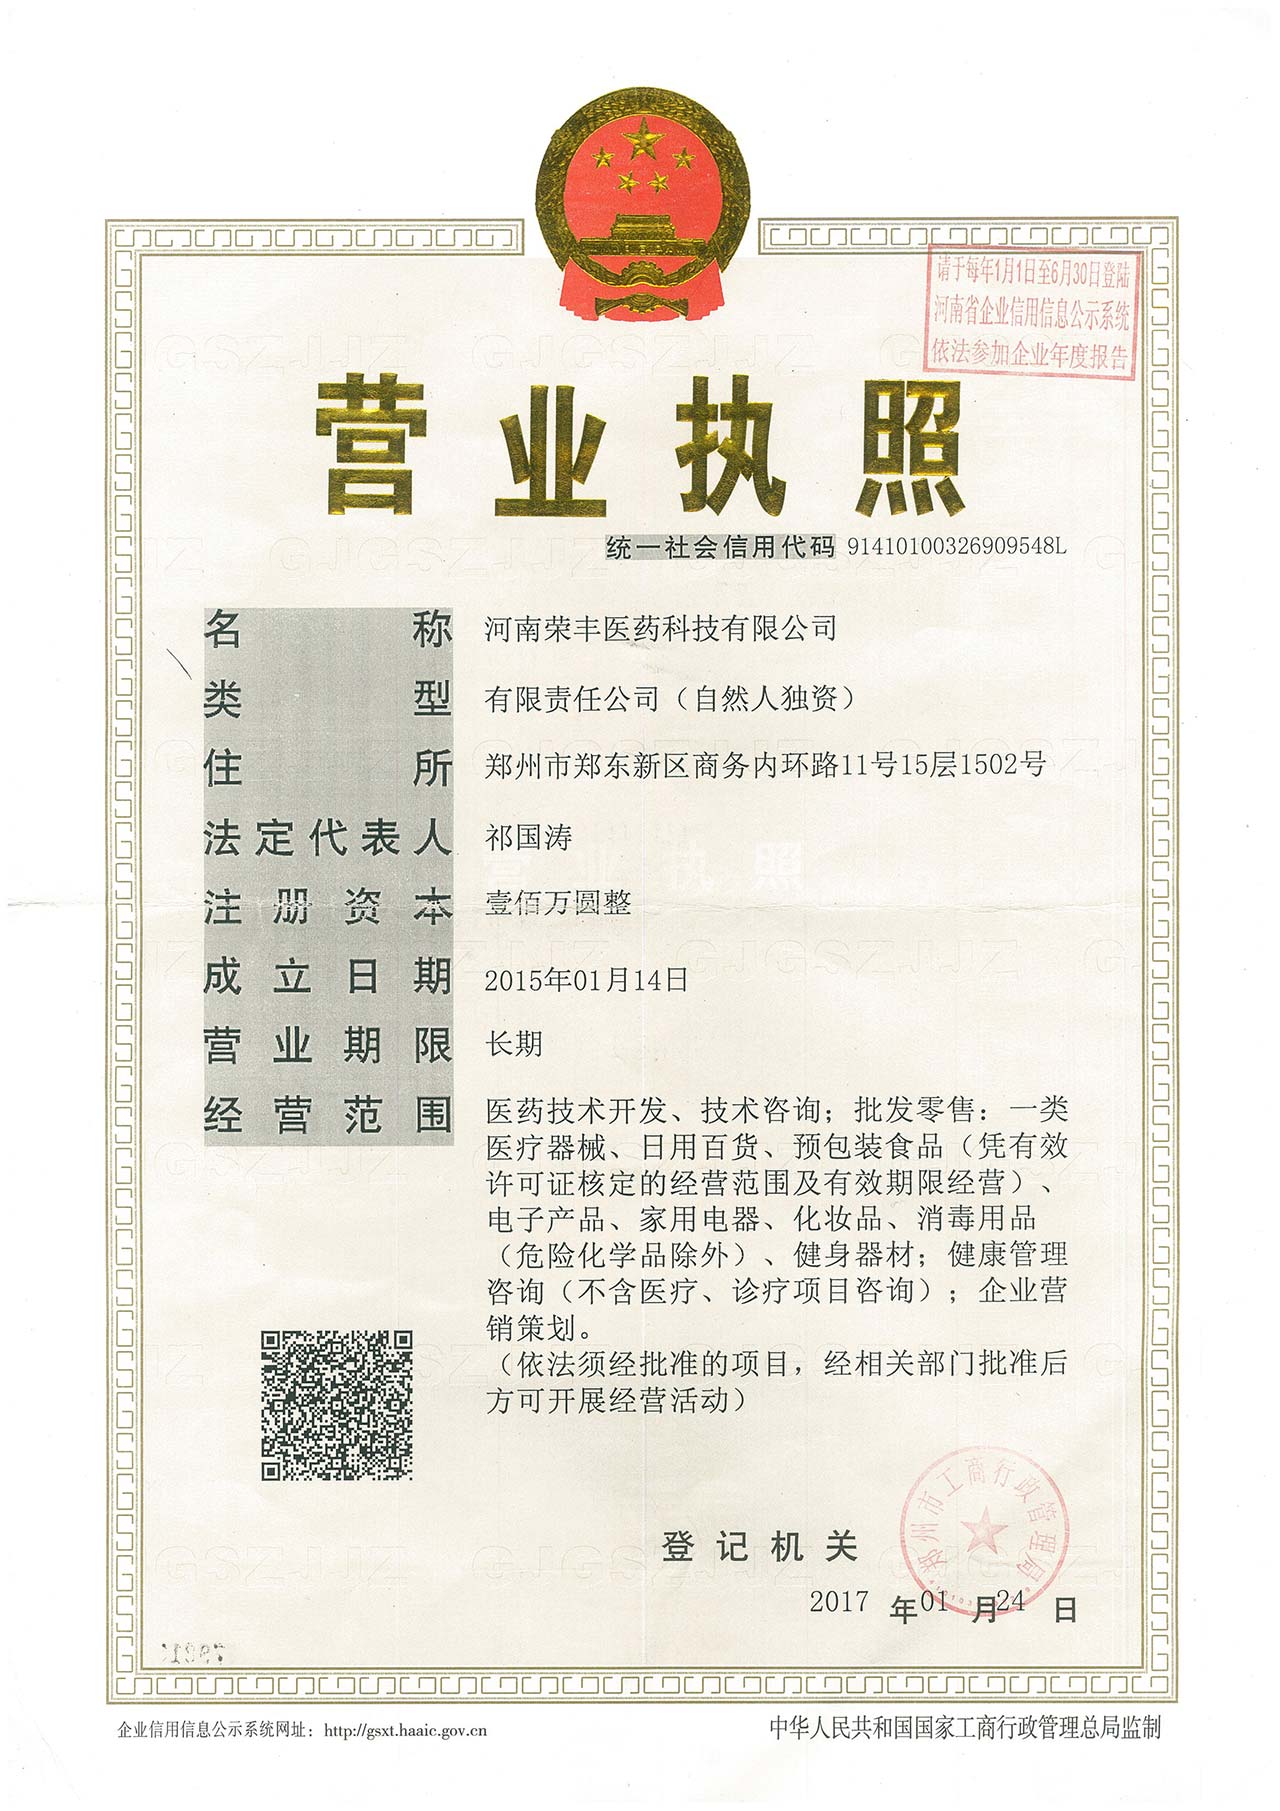 请于每年1月1日至6月30日登陆
河南省企业信用信息公示系统
依法参加企业年度报告
营业执照
统一社会信用代码 91410100326909548L
名称 河南荣丰医药科技有限公司
类型 有限责任公司（自然人独资）
住所 郑州市郑东新区商务内环路11号15层1502号
法定代表人 祁国涛
注册资本 壹佰万圆整
成立日期 2015年01月14日
营业期限 长期
经营范围 医药技术开发、技术咨询；批发零售：一类
医疗器械、日用百货、预包装食品（凭有效
许可证核定的经营范围及有效期限经营）、
电子产品、家用电器、化妆品、消毒用品
（危险化学品除外）、健身器材；健康管理
咨询（不含医疗、诊疗项目咨询）；企业营
销策划。
（依法须经批准的项目，经相关部门批准后
方可开展经营活动）
郑州市工商行政管理局
登记机关
2017年01月24日
企业信用信息公示系统网址：http://gsxt.haaic.gov.cn
中华人民共和国国家工商行政管理总局监制